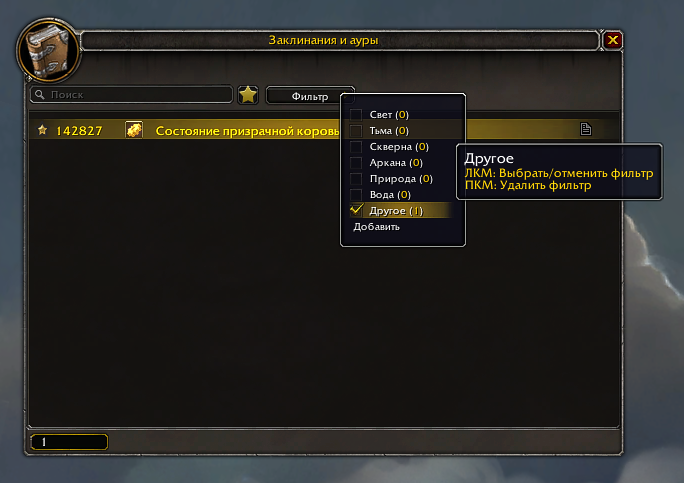 Заклинания и ауры
Поиск
Фильтр
Свет (0)
142827 Состояние призрачной коровы
Тьма (0)
Скверна (0)
Аркана (0)
Природа (0)
Вода (0)
Другое (1)
Добавить
Другое
ЛКМ: Выбрать/отменить фильтр
ПКМ: Удалить фильтр
1